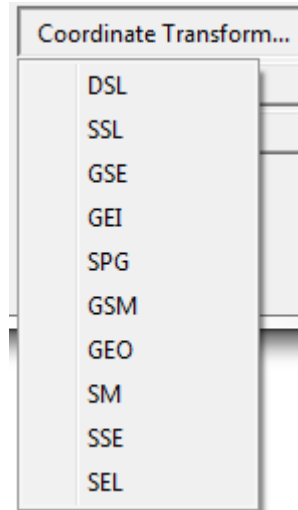 Coordinate Transform...
DSL
SSL
GSE
GEI
SPG
GSM
GEO
SM
SSE
SEL